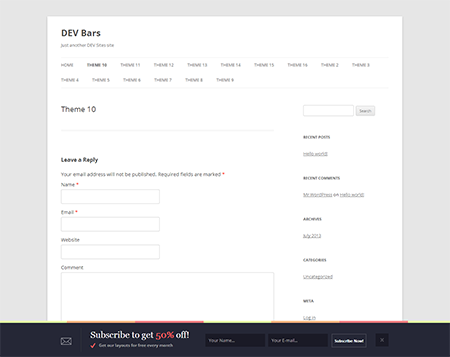 DEV Bars
Just another DEV Sites site
HOME THEME 10 THEME 11 THEME 12 THEME 13 THEME 14 THEME 15 THEME 16 THEME 2 THEME 3
THEME 4 THEME 5 THEME 6 THEME 7 THEME 8 THEME 9
Theme 10
Search
RECENT POSTS
Hello world!
Leave a Reply
Your email address will not be published. Required fields are marked *
Name *
Email *
Website
Comment
RECENT COMMENTS
Mr WordPress on Hello world!
ARCHIVES
July 2013
CATEGORIES
Uncategorized
META
Log in
Subscribe to get 50% off!
Get our layouts for free every month
Your Name...
Your E-mail...
Subscribe Now!